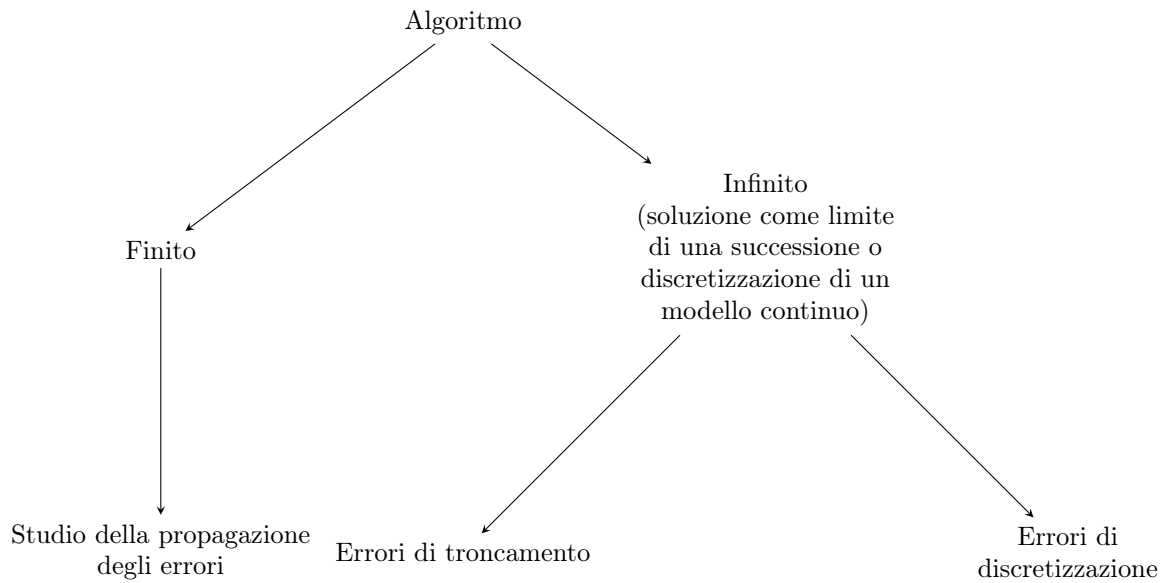 Algoritmo
Finito
Infinito
(soluzione come limite
di una successione o
discretizzazione di un
modello continuo)
Studio della propagazione
degli errori
Errori di troncamento
Errori di
discretizzazione